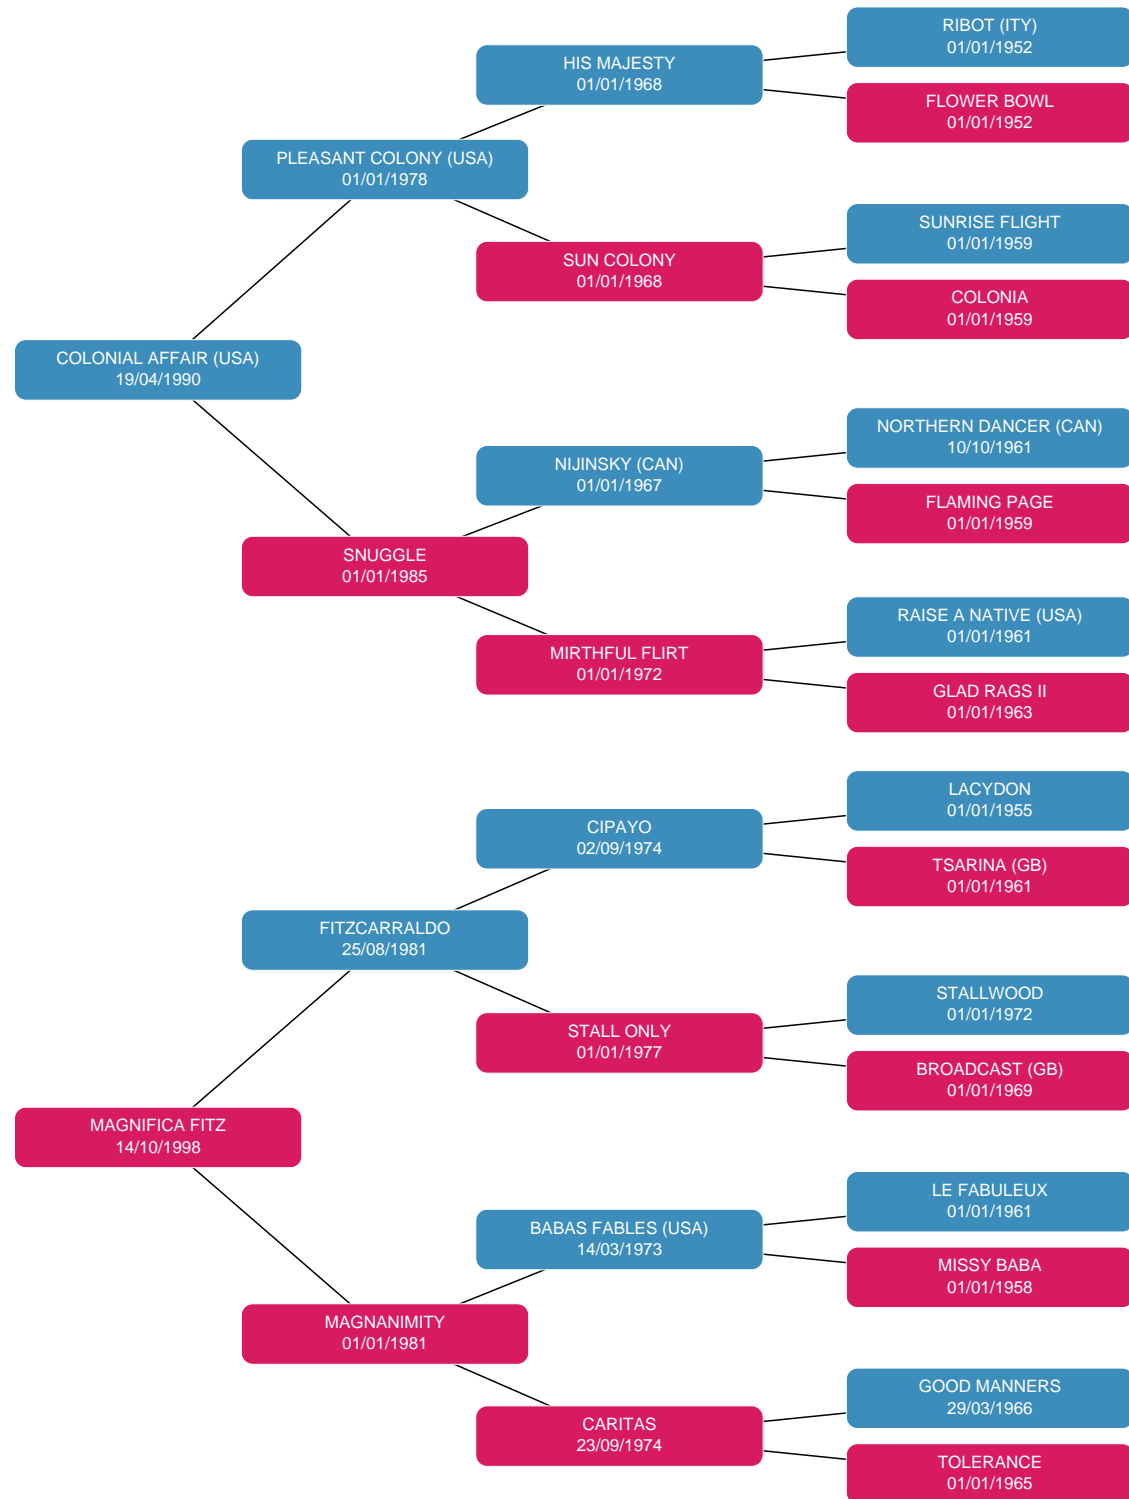 RIBOT (ITY)
01/01/1952
HIS MAJESTY
01/01/1968
FLOWER BOWL
01/01/1952
PLEASANT COLONY (USA)
01/01/1978
SUNRISE FLIGHT
01/01/1959
SUN COLONY
01/01/1968
COLONIA
01/01/1959
COLONIAL AFFAIR (USA)
19/04/1990
NORTHERN DANCER (CAN)
10/10/1961
NIJINSKY (CAN)
01/01/1967
FLAMING PAGE
01/01/1959
SNUGGLE
01/01/1985
RAISE A NATIVE (USA)
01/01/1961
MIRTHFUL FLIRT
01/01/1972
GLAD RAGS II
01/01/1963
LACYDON
01/01/1955
CIPAYO
02/09/1974
TSARINA (GB)
01/01/1961
FITZCARRALDO
25/08/1981
STALLWOOD
01/01/1972
STALL ONLY
01/01/1977
BROADCAST (GB)
01/01/1969
MAGNIFICA FITZ
14/10/1998
LE FABULEUX
01/01/1961
BABAS FABLES (USA)
14/03/1973
MISSY BABA
01/01/1958
MAGNANIMITY
01/01/1981
GOOD MANNERS
29/03/1966
CARITAS
23/09/1974
TOLERANCE
01/01/1965